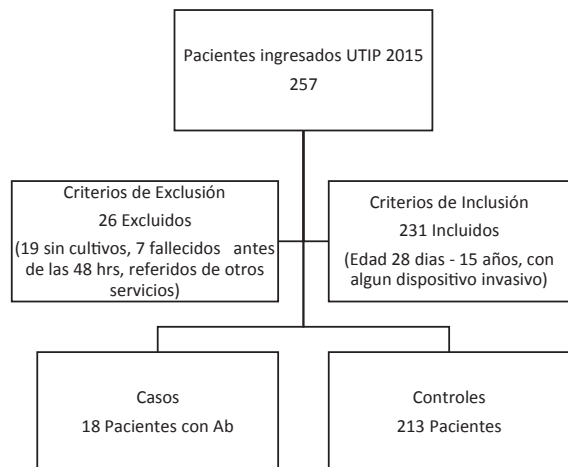 Pacientes ingresados UTIP 2015
257
Criterios de Exclusión
26 Excluidos
(19 sin cultivos, 7 fallecidos antes
de las 48 hrs, referidos de otros
servicios)
Criterios de Inclusión
231 Incluidos
(Edad 28 dias - 15 años, con
algun dispositivo invasivo)
Casos
18 Pacientes con Ab
Controles
213 Pacientes